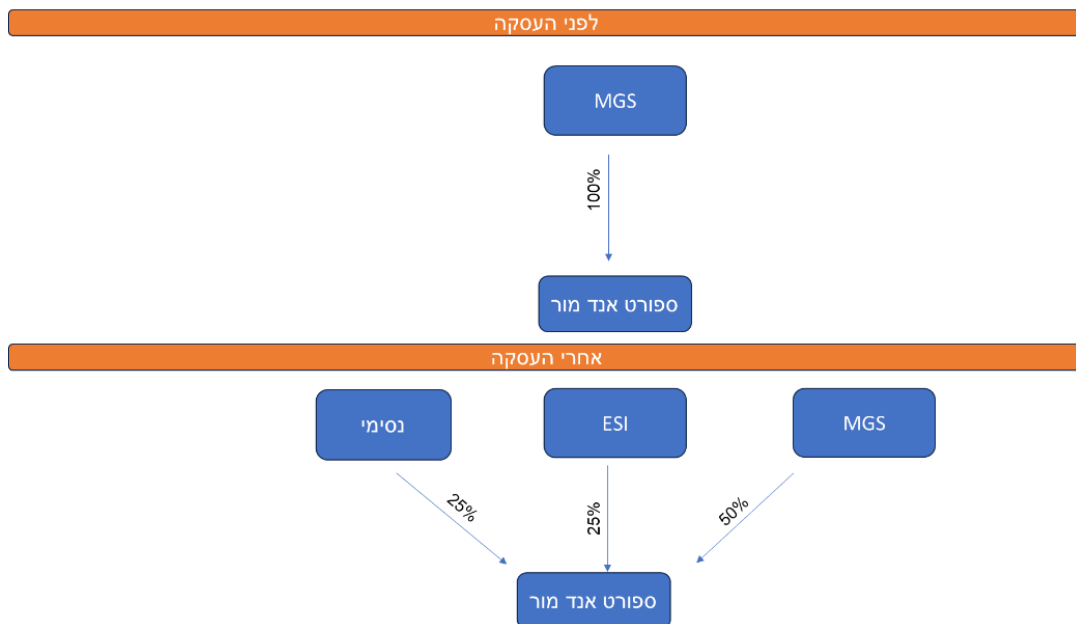 לפני העסקה
MGS
100%
ספורט אנד מור
אחרי העסקה
MGS
ESI
נסימי
50%
25%
25%
ספורט אנד מור